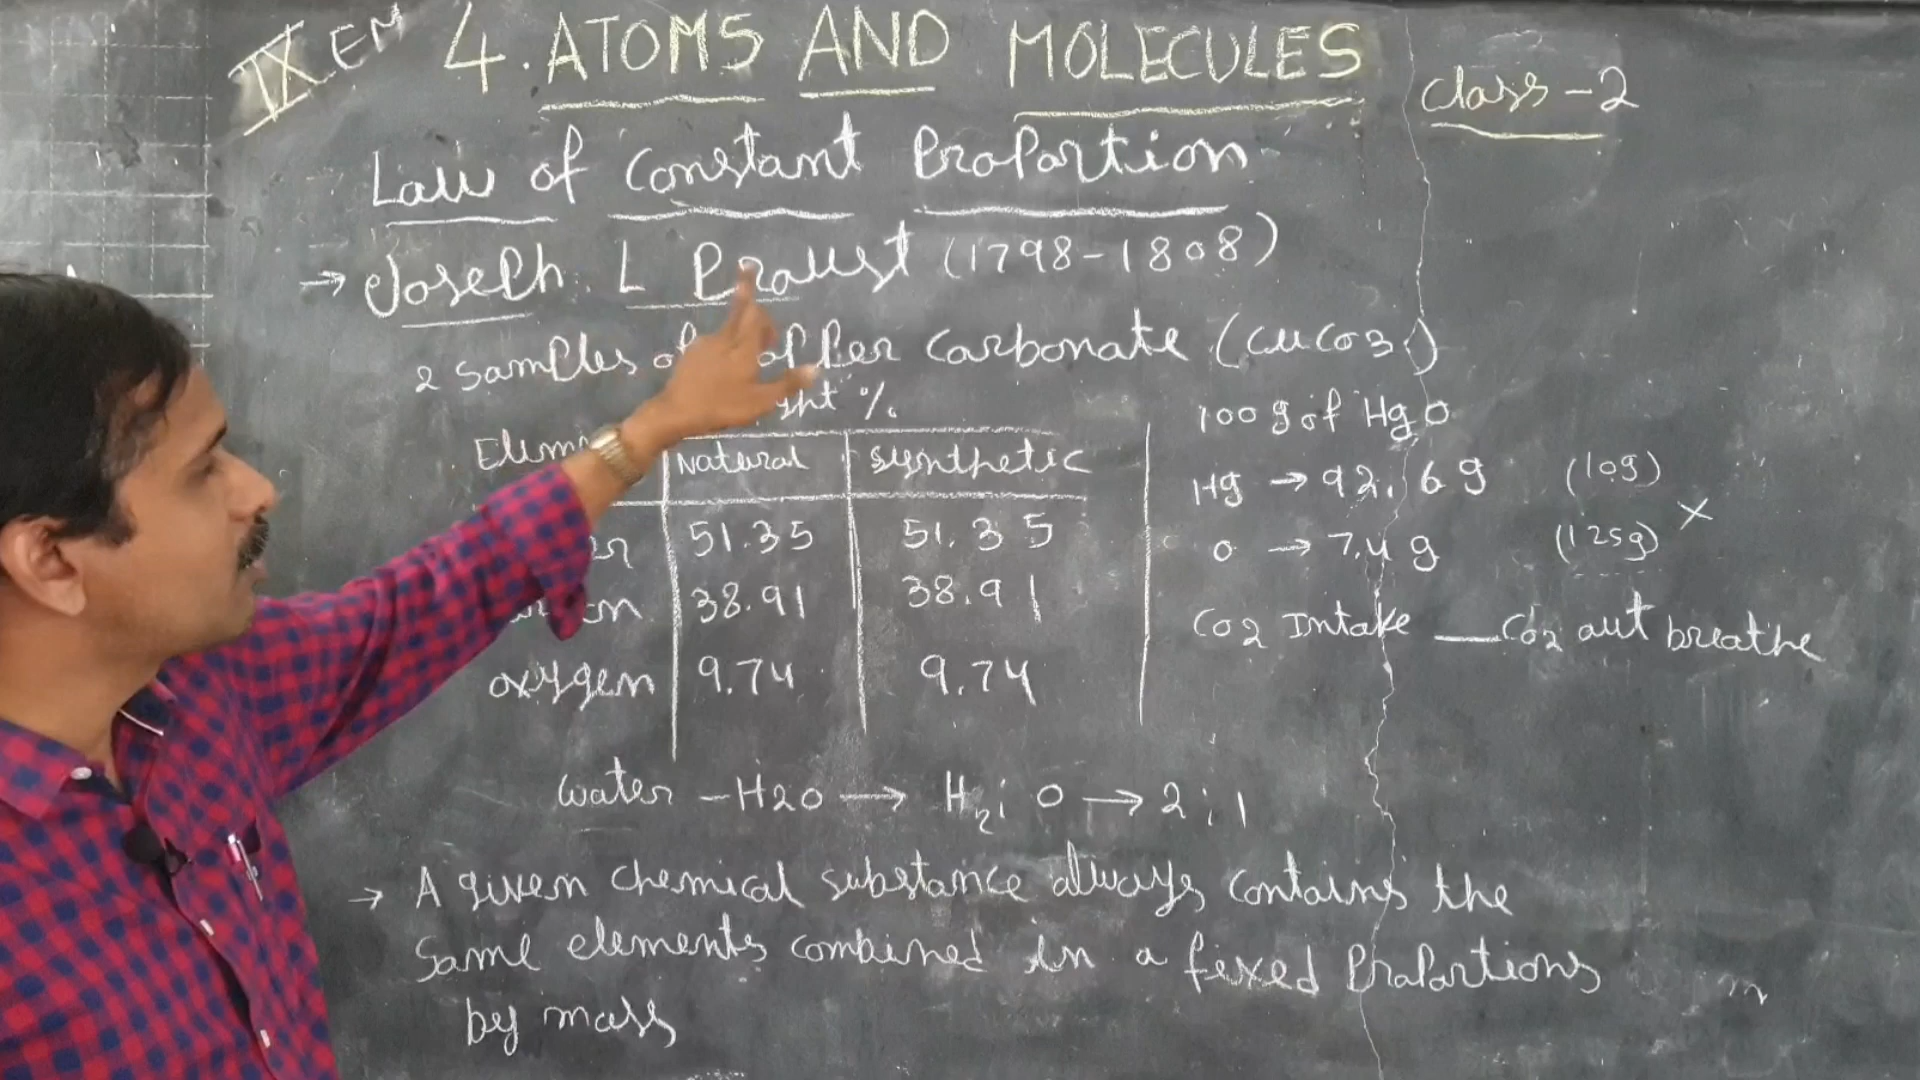 IX EM 4. ATOMS AND MOLECULES
Class-2
Law of Constant Proportion
→ Joseph. L Proust (1798-1808)
2 samples of Copper Carbonate (CuCo3)
%
Natural Synthetic
51.35 51.35
38.91 38.91
oxygen 9.74 9.74
100 g of HgO
Hg → 92.6 g (10g)
O → 7.4 g (125g) ×
CO2 Intake — CO2 out breathe
water – H2O → H2: O → 2:1
→ A given chemical substance always contains the
same elements combined in a fixed Proportions
by mass